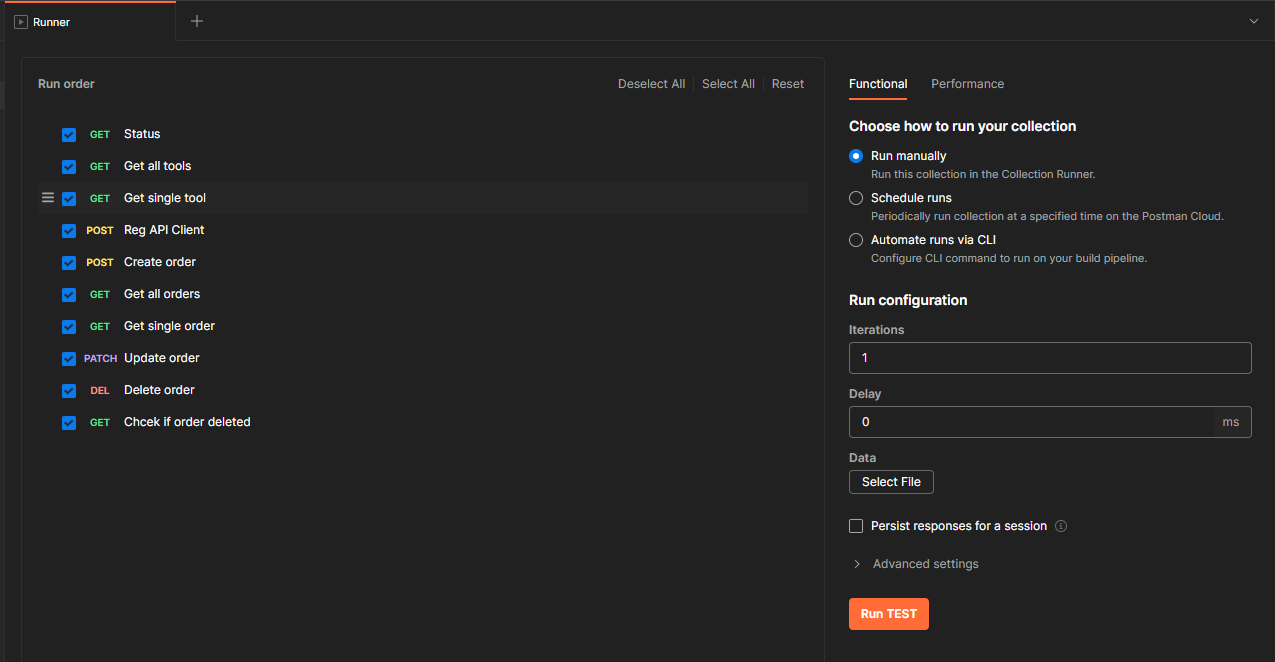 Runner
Run order
Deselect All
Select All
Reset
GET Status
GET Get all tools
GET Get single tool
POST Reg API Client
POST Create order
GET Get all orders
GET Get single order
PATCH Update order
DEL Delete order
GET Chcek if order deleted
Functional
Performance
Choose how to run your collection
Run manually
Run this collection in the Collection Runner.
Schedule runs
Periodically run collection at a specified time on the Postman Cloud.
Automate runs via CLI
Configure CLI command to run on your build pipeline.
Run configuration
Iterations
1
Delay
0 ms
Data
Select File
Persist responses for a session
Advanced settings
Run TEST